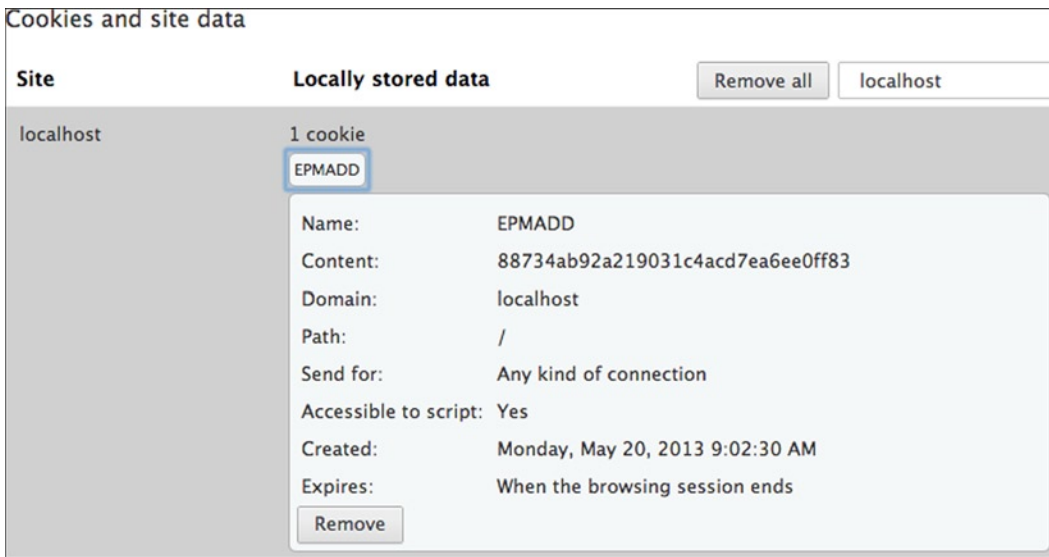 Cookies and site data
Site Locally stored data Remove all localhost
localhost 1 cookie
EPMADD
Name: EPMADD
Content: 88734ab92a219031c4acd7ea6ee0ff83
Domain: localhost
Path: /
Send for: Any kind of connection
Accessible to script: Yes
Created: Monday, May 20, 2013 9:02:30 AM
Expires: When the browsing session ends
Remove